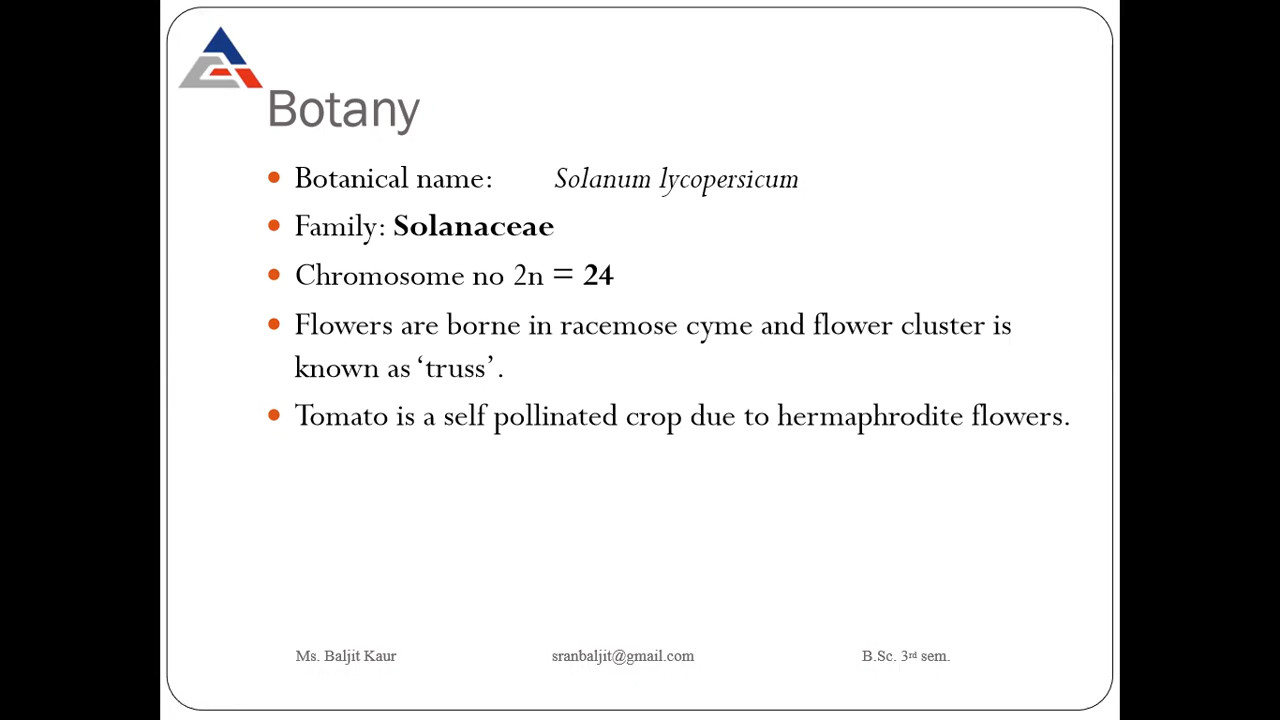 Botany
• Botanical name: Solanum lycopersicum
• Family: Solanaceae
• Chromosome no 2n = 24
• Flowers are borne in racemose cyme and flower cluster is
known as ‘truss’.
• Tomato is a self pollinated crop due to hermaphrodite flowers.
Ms. Baljit Kaur sranbaljit@gmail.com B.Sc. 3rd sem.